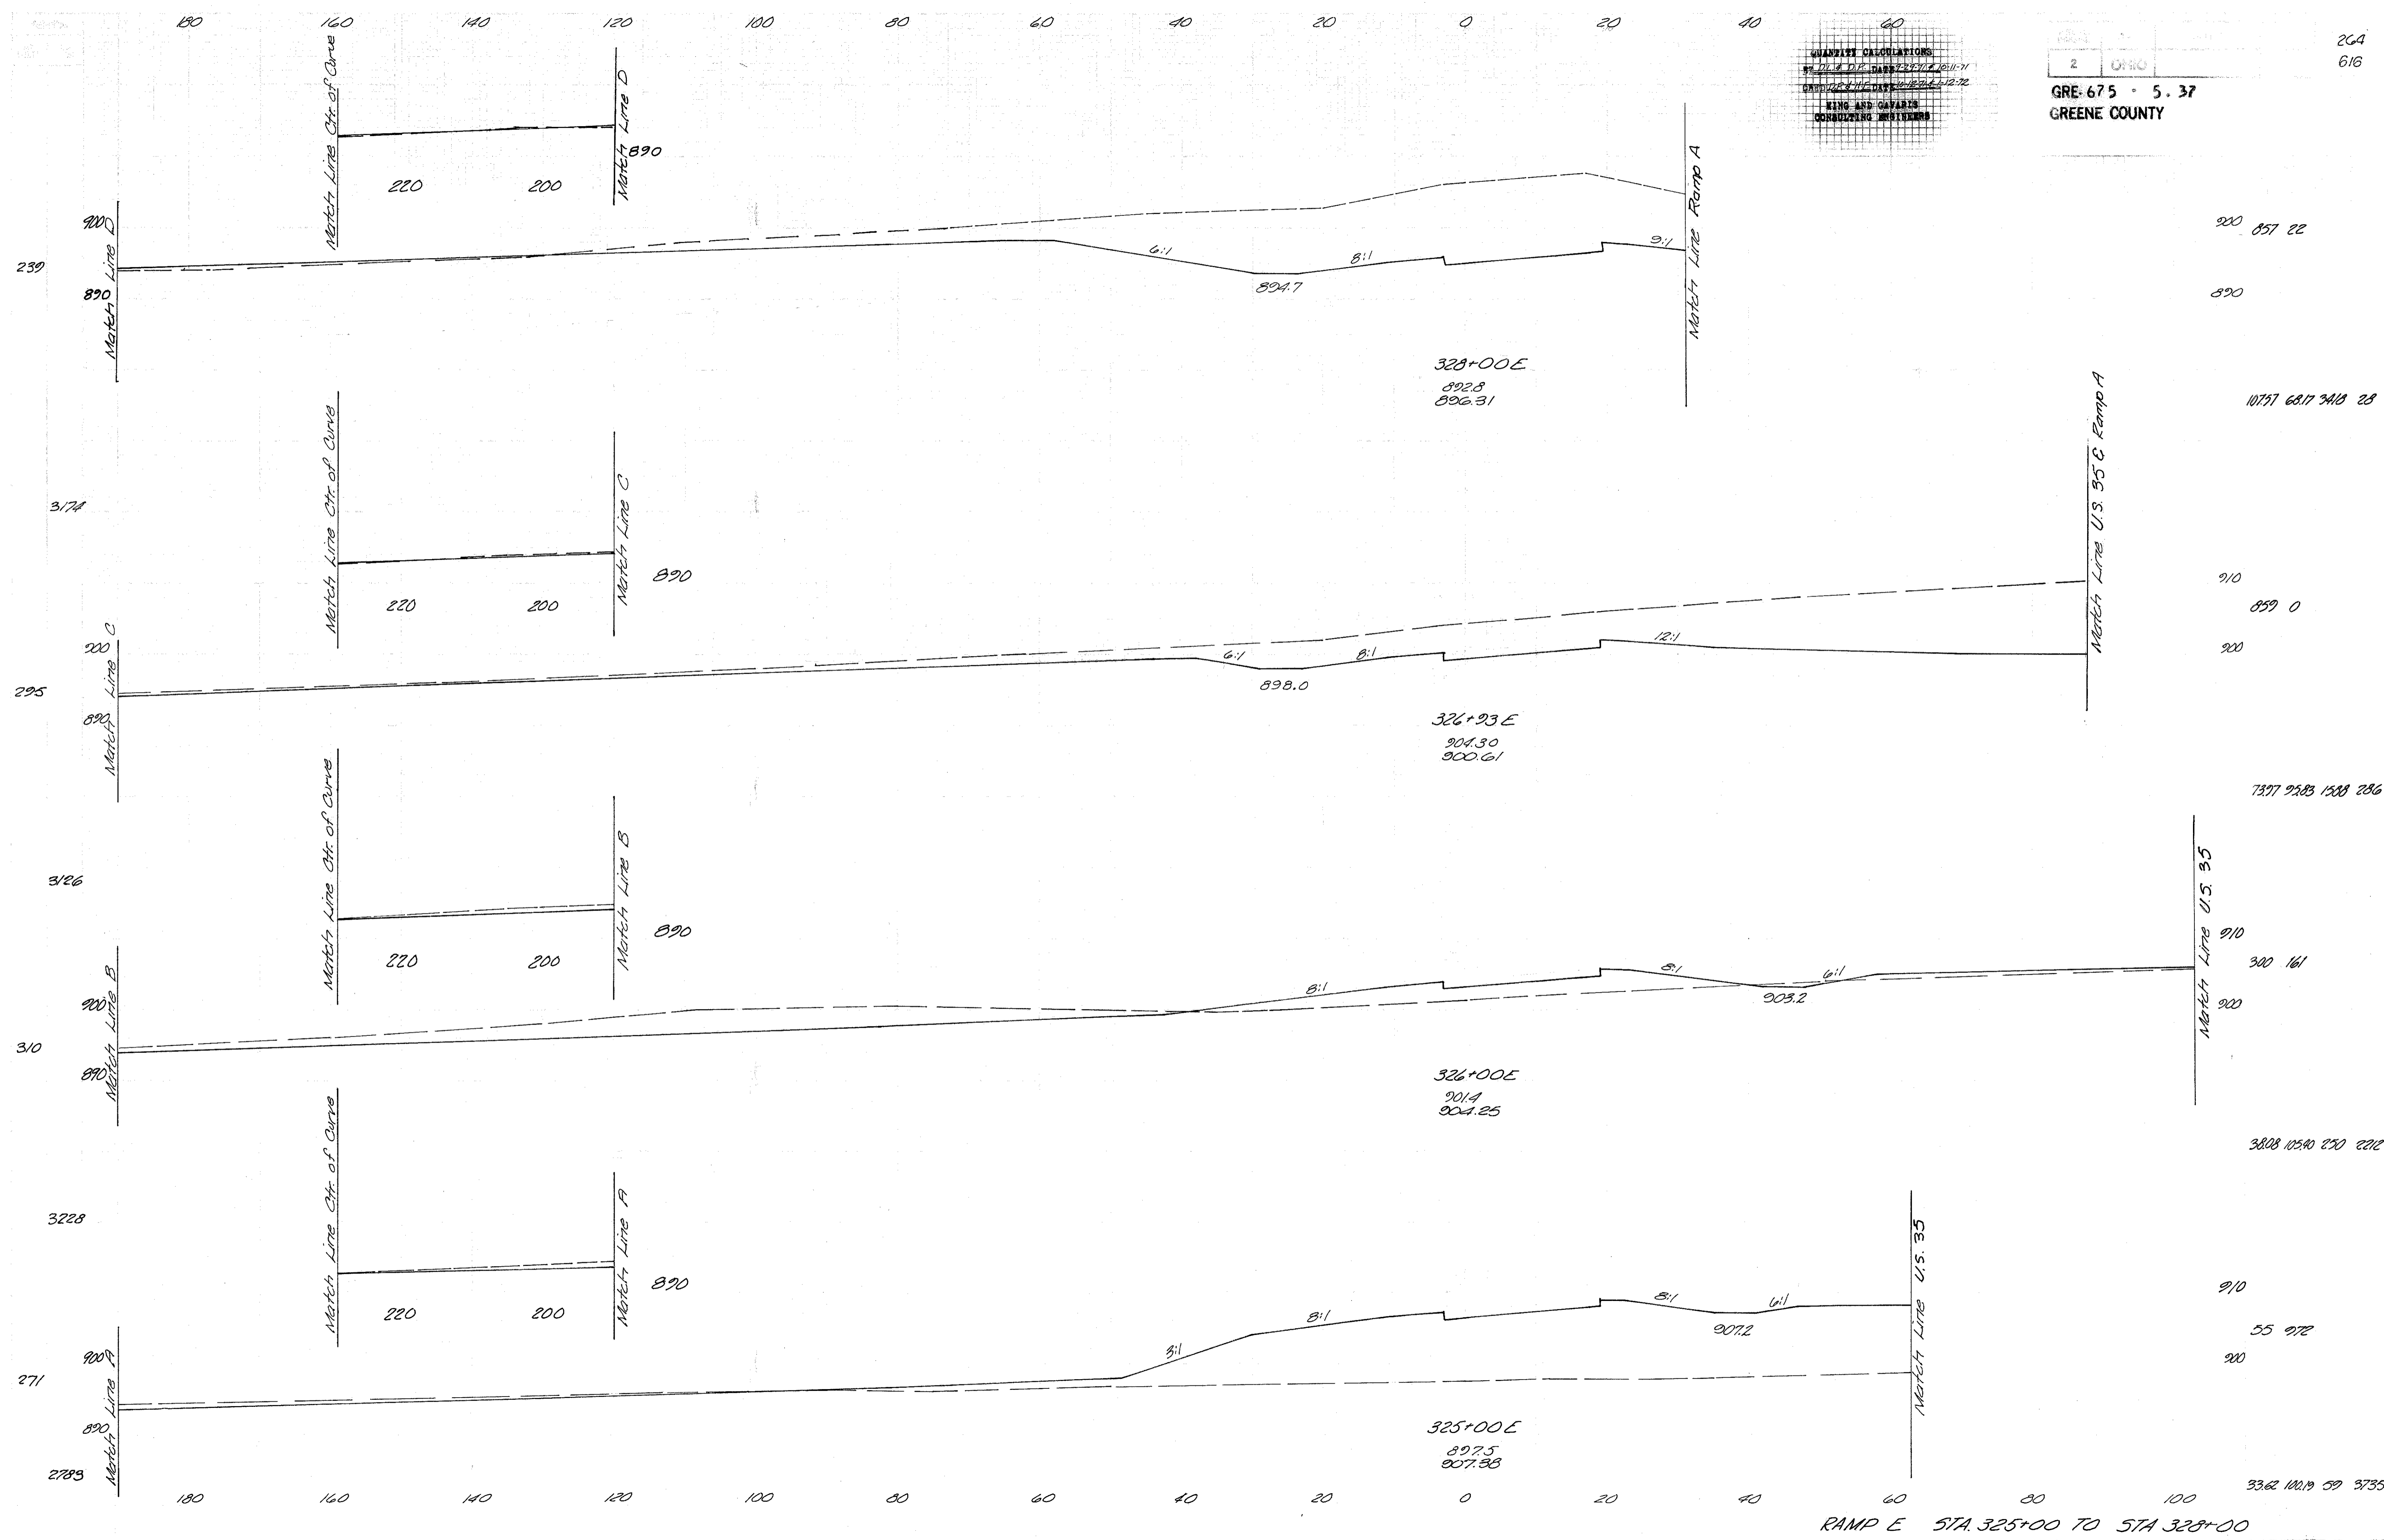 180 160 140 120 100 80 60 40 20 0 20 40 60
264
616
QUANTITY CALCULATIONS
KING AND GAVARIS
CONSULTING ENGINEERS
2 OHIO
GRE-675-5.37
GREENE COUNTY
Match Line Ctr. of Curve
Match Line D
890
220 200
Match Line D
900
239
890
6:1
894.7
8:1
9:1
Match Line Ramp A
900
857 22
890
328+00 E
892.8
896.31
107.57 68.17 3418 28
3174
Match Line Ctr. of Curve
Match Line C
890
220 200
Match Line C
900
295
890
6:1
898.0
8:1
12:1
Match Line U.S. 35 & Ramp A
910
859 0
900
326+93 E
904.30
900.61
73.97 95.83 1588 286
3126
Match Line Ctr. of Curve
Match Line B
890
220 200
Match Line B
900
310
890
8:1
8:1
903.2
6:1
Match Line U.S. 35
910
300 161
900
326+00 E
901.4
904.25
38.08 105.40 250 2212
3228
Match Line Ctr. of Curve
Match Line A
890
220 200
Match Line A
900
271
890
2783
3:1
8:1
8:1
907.2
6:1
Match Line U.S. 35
910
55 972
900
325+00 E
897.5
907.38
33.62 100.19 59 3735
180 160 140 120 100 80 60 40 20 0 20 40 60 80 100
RAMP E STA. 325+00 TO STA 328+00